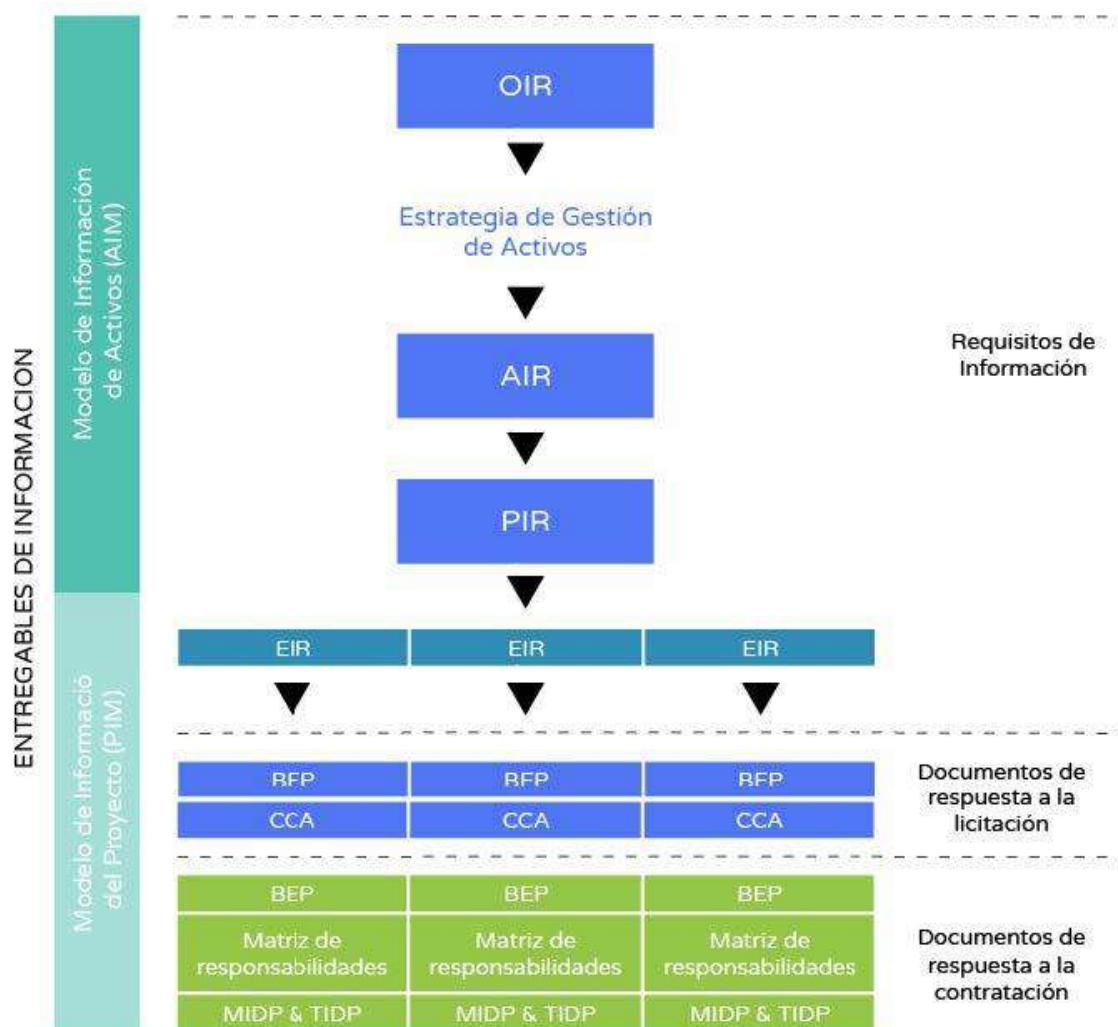 OIR
Estrategia de Gestión
de Activos
AIR
PIR
EIR
EIR
EIR
BEP
BEP
BEP
CCA
CCA
CCA
BEP
BEP
BEP
Matriz de
responsabilidades
Matriz de
responsabilidades
Matriz de
responsabilidades
MIDP & TIDP
MIDP & TIDP
MIDP & TIDP
Requisitos de
Información
Documentos de
respuesta a la
licitación
Documentos de
respuesta a la
contratación
ENTREGABLES DE INFORMACION
Modelo de Información
de Activos (AIM)
Modelo de Informació
del Proyecto (PIM)